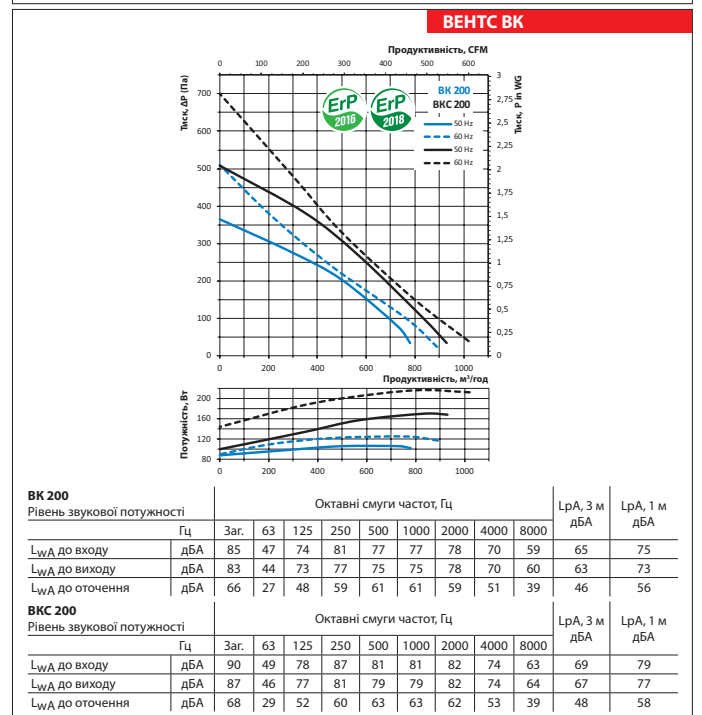 ВЕНТС ВК
Продуктивність, CFM
0 100 200 300 400 500 600
Тиск, ΔP (Па)
700
600
500
400
300
200
100
0
3
2,75
2,5
2,25
2
1,75
1,5
1,25
1
0,75
0,5
0,25
0
Тиск, P in WG
ErP
2016
ErP
2018
ВК 200
ВКС 200
50 Hz
60 Hz
50 Hz
60 Hz
0 200 400 600 800 1000
Продуктивність, м³/год
Потужність, Вт
200
160
120
80
0 200 400 600 800 1000
ВК 200
Рівень звукової потужності Октавні смуги частот, Гц LpA, 3 м дБА LpA, 1 м дБА
Гц Заг. 63 125 250 500 1000 2000 4000 8000
LwA до входу дБА 85 47 74 81 77 77 78 70 59 65 75
LwA до виходу дБА 83 44 73 77 75 75 78 70 60 63 73
LwA до оточення дБА 66 27 48 59 61 61 59 51 39 46 56
ВКС 200
Рівень звукової потужності Октавні смуги частот, Гц LpA, 3 м дБА LpA, 1 м дБА
Гц Заг. 63 125 250 500 1000 2000 4000 8000
LwA до входу дБА 90 49 78 87 81 81 82 74 63 69 79
LwA до виходу дБА 87 46 77 81 79 79 82 74 64 67 77
LwA до оточення дБА 68 29 52 60 63 63 62 53 39 48 58